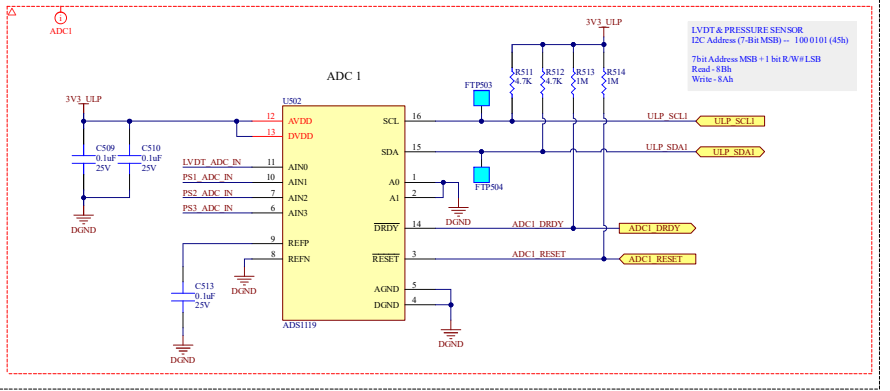 1
ADC1
3V3_ULP
LVDT & PRESSURE SENSOR
I2C Address (7-Bit MSB) -- 100 0101 (45h)
7bit Address MSB + 1 bit R/W# LSB
Read - 8Bh
Write - 8Ah
ADC 1
R511
4.7K
R512
4.7K
R513
1M
R514
1M
FTP503
3V3_ULP
U502
12
AVDD
13
DVDD
SCL
16
ULP_SCL1
ULP_SCL1
C509
0.1uF
25V
C510
0.1uF
25V
SDA
15
ULP_SDA1
ULP_SDA1
LVDT_ADC_IN
11
AIN0
PS1_ADC_IN
10
AIN1
PS2_ADC_IN
7
AIN2
PS3_ADC_IN
6
AIN3
A0
1
A1
2
FTP504
DGND
DGND
DRDY
14
ADC1_DRDY
ADC1_DRDY
9
REFP
8
REFN
RESET
3
ADC1_RESET
ADC1_RESET
DGND
C513
0.1uF
25V
AGND
5
DGND
4
ADS1119
DGND
DGND